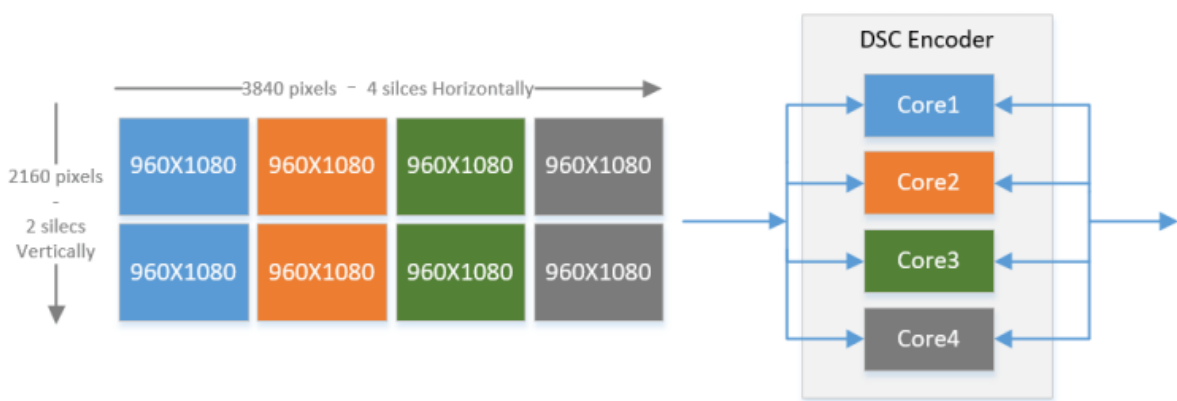 DSC Encoder
3840 pixels - 4 silces Horizontally
2160 pixels
-
2 silecs
Vertically
960X1080 960X1080 960X1080 960X1080
960X1080 960X1080 960X1080 960X1080
Core1
Core2
Core3
Core4